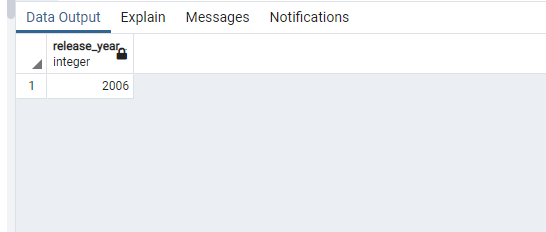 Data Output Explain Messages Notifications
release_year
integer
1 2006